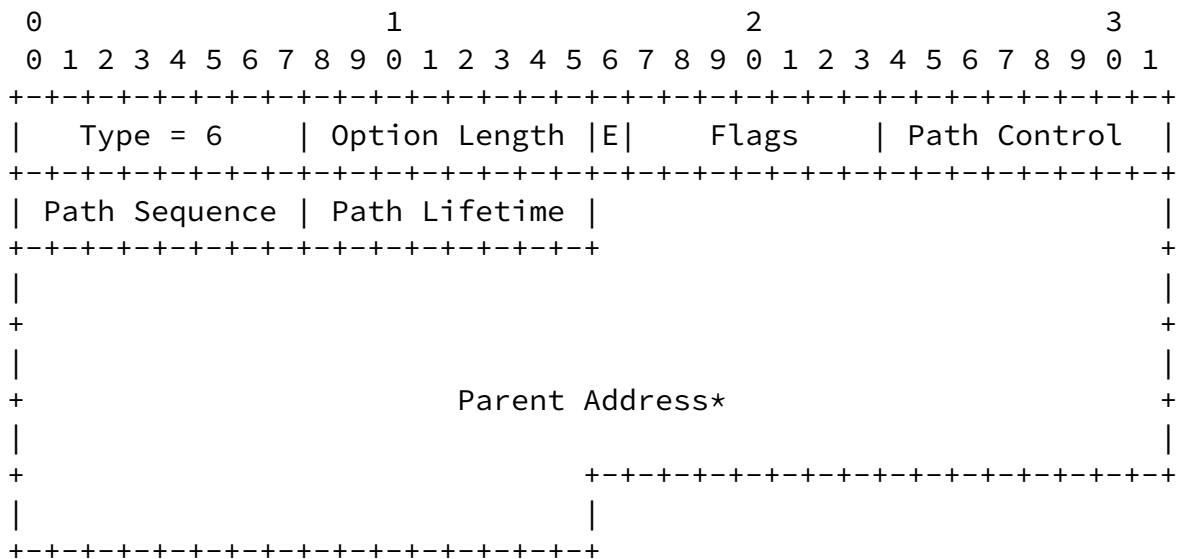 0                   1                   2                   3
 0 1 2 3 4 5 6 7 8 9 0 1 2 3 4 5 6 7 8 9 0 1 2 3 4 5 6 7 8 9 0 1
+-+-+-+-+-+-+-+-+-+-+-+-+-+-+-+-+-+-+-+-+-+-+-+-+-+-+-+-+-+-+-+-+
|   Type = 6    | Option Length |E|    Flags    | Path Control  |
+-+-+-+-+-+-+-+-+-+-+-+-+-+-+-+-+-+-+-+-+-+-+-+-+-+-+-+-+-+-+-+-+
| Path Sequence | Path Lifetime |                               |
+-+-+-+-+-+-+-+-+-+-+-+-+-+-+-+-+                               +
|                                                               |
+                                                               +
|                                                               |
+                        Parent Address*                        +
|                                                               |
+                               +-+-+-+-+-+-+-+-+-+-+-+-+-+-+-+-+
|                               |
+-+-+-+-+-+-+-+-+-+-+-+-+-+-+-+-+